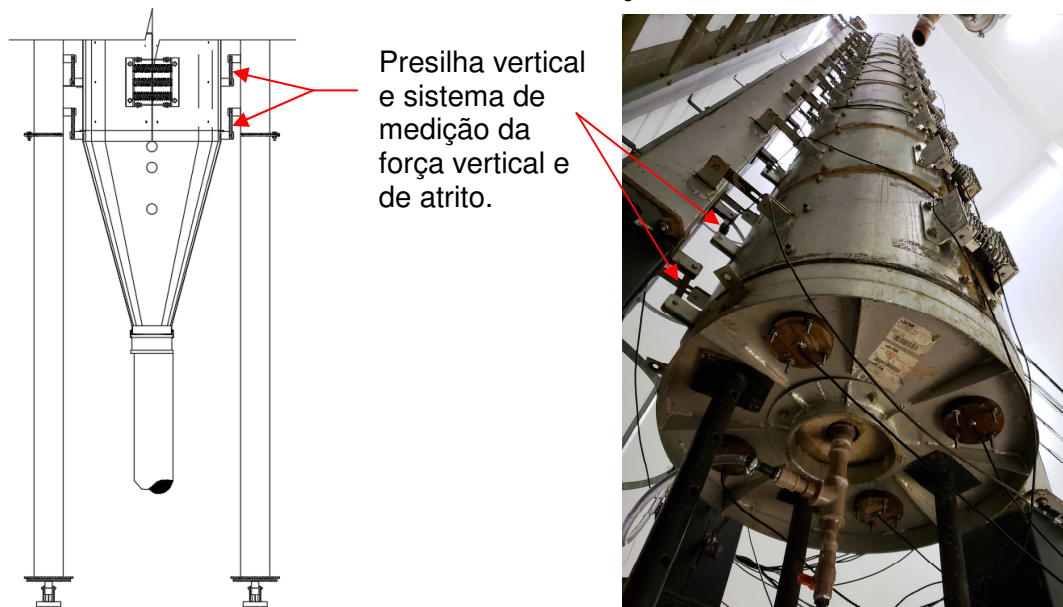 Presilha vertical
e sistema de
medição da
força vertical e
de atrito.